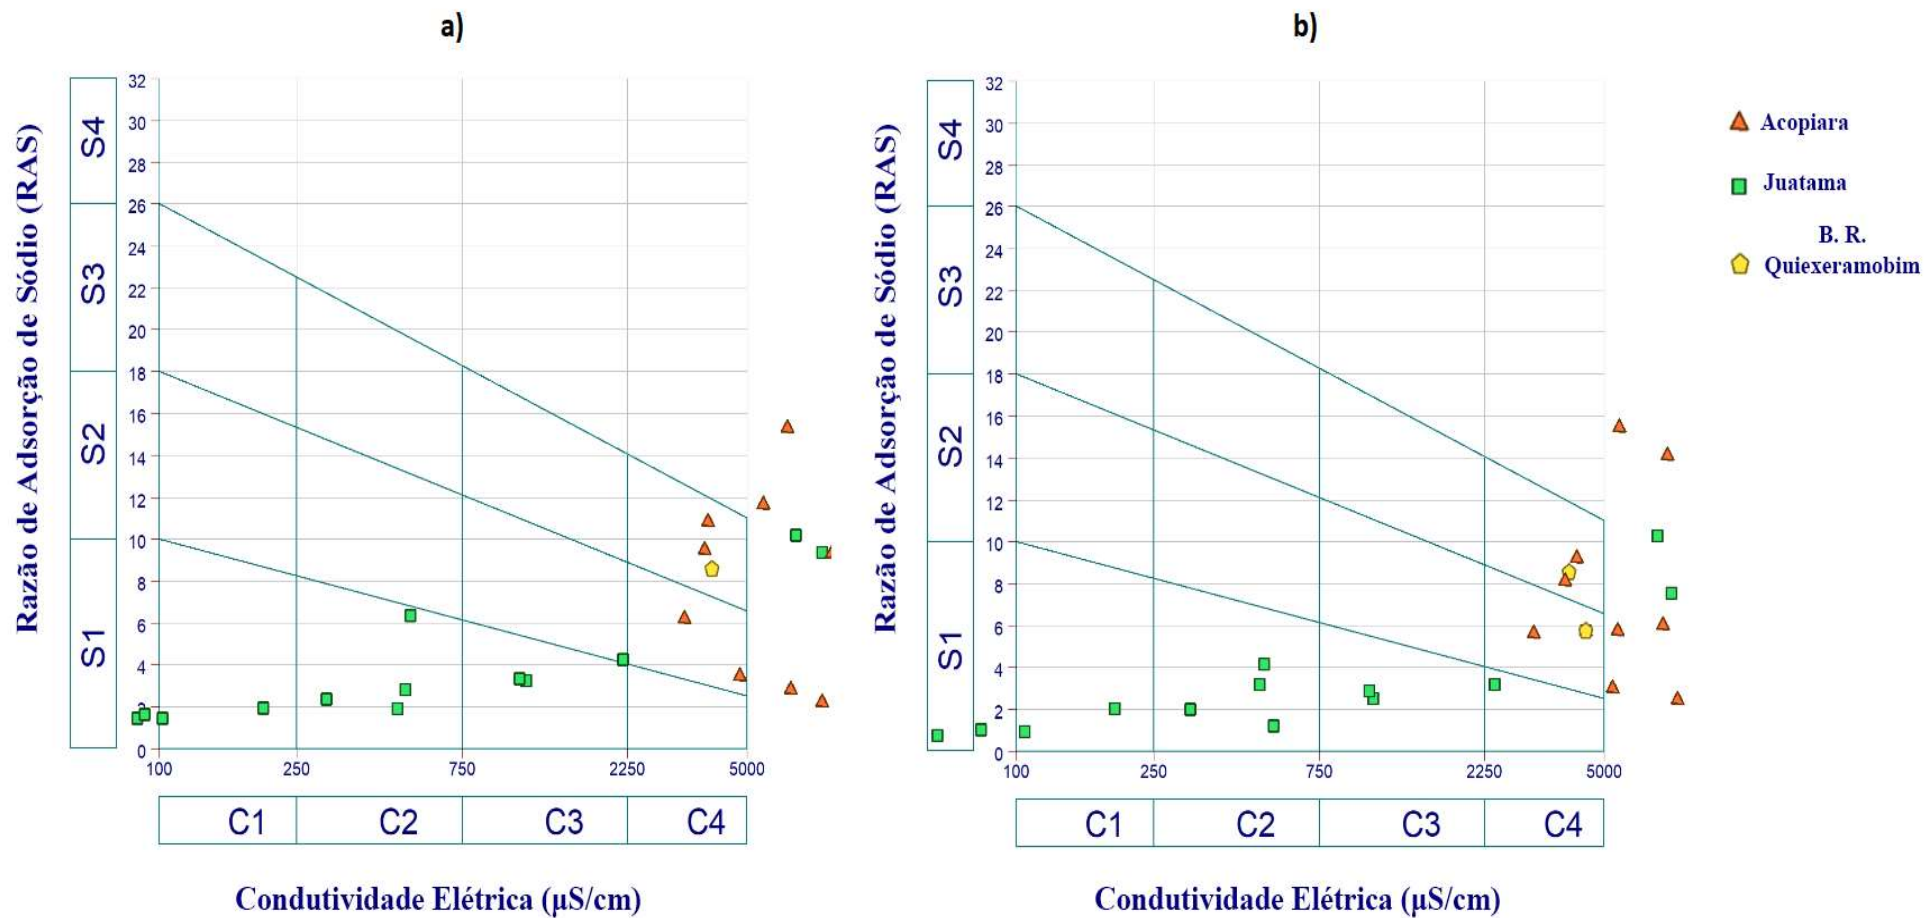 a)
Razão de Adsorção de Sódio (RAS)
S4
S3
S2
S1
32
30
28
26
24
22
20
18
16
14
12
10
8
6
4
2
0
100 250 750 2250 5000
C1 C2 C3 C4
Condutividade Elétrica (µS/cm)
b)
Razão de Adsorção de Sódio (RAS)
S4
S3
S2
S1
32
30
28
26
24
22
20
18
16
14
12
10
8
6
4
2
0
100 250 750 2250 5000
C1 C2 C3 C4
Condutividade Elétrica (µS/cm)
Acopiara
Juatama
B. R.
Quiexeramobim